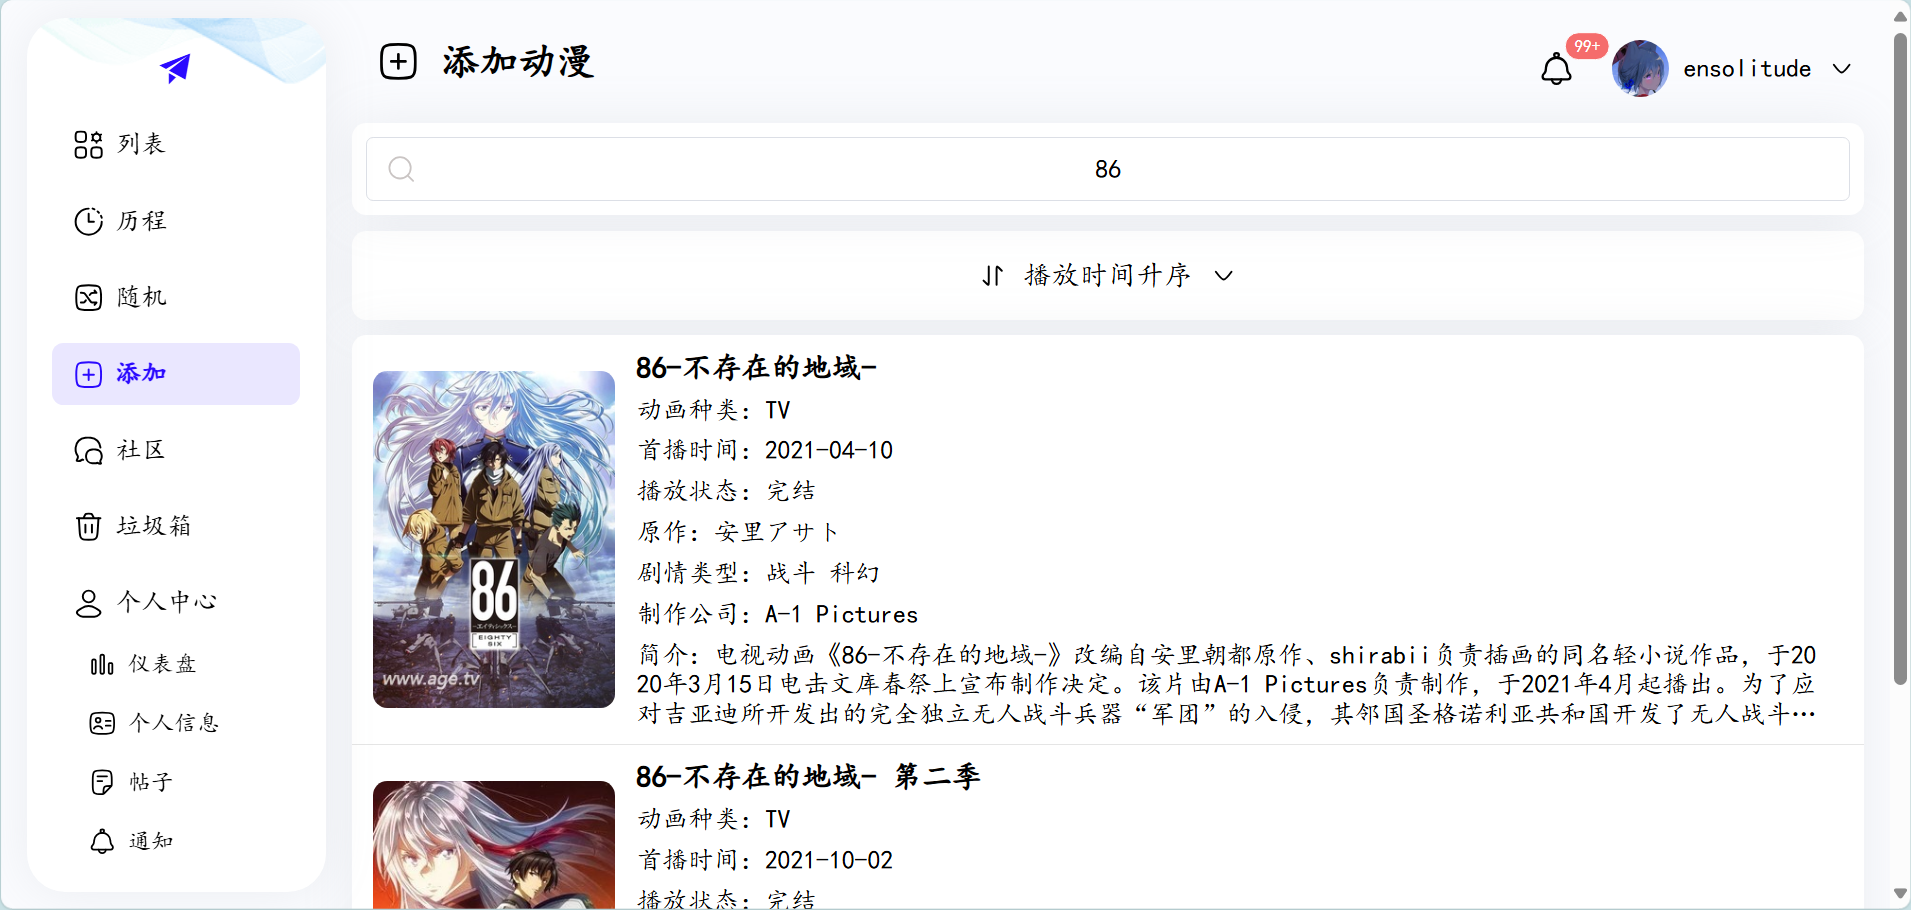 添加动漫
99+
ensolitude
列表
历程
随机
添加
社区
垃圾箱
个人中心
仪表盘
个人信息
帖子
通知
86
播放时间升序
86-不存在的地域-
动画种类：TV
首播时间：2021-04-10
播放状态：完结
原作：安里アサト
剧情类型：战斗 科幻
制作公司：A-1 Pictures
简介：电视动画《86-不存在的地域-》改编自安里朝都原作、shirabii负责插画的同名轻小说作品，于20
20年3月15日电击文库春祭上宣布制作决定。该片由A-1 Pictures负责制作，于2021年4月起播出。为了应
对吉亚迪所开发出的完全独立无人战斗兵器“军团”的入侵，其邻国圣格诺利亚共和国开发了无人战斗…
86
-エイティシックス-
EIGHTY
SIX
www.age.tv
86-不存在的地域- 第二季
动画种类：TV
首播时间：2021-10-02
播放状态：完结